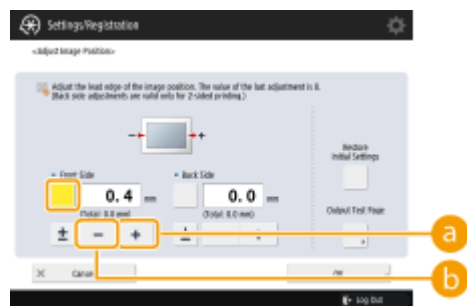 Settings/Registration
<Adjust Image Position>
Adjust the lead edge of the image position. The value of the last adjustment is 0.
(Back side adjustments are valid only for 2-sided printing.)
- +
Front Side
Back Side
0.4 mm
0.0 mm
(Total: 0.0 mm)
(Total: 0.0 mm)
± - +
±
Restore
Initial Settings
Output Test Page
a
b
× Cancel
OK
Log Out